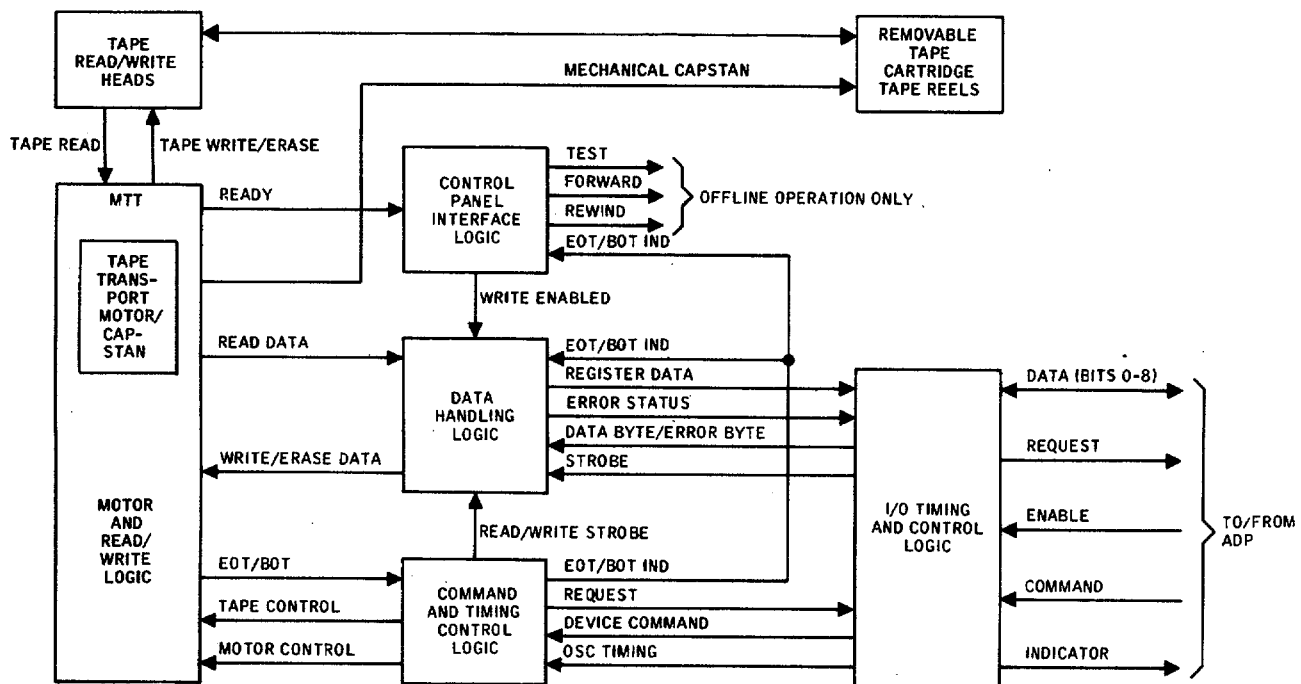 TAPE
READ/WRITE
HEADS
REMOVABLE
TAPE
CARTRIDGE
TAPE REELS
MECHANICAL CAPSTAN
TAPE READ
TAPE WRITE/ERASE
MTT
TAPE
TRANS-
PORT
MOTOR/
CAP-
STAN
MOTOR
AND
READ/
WRITE
LOGIC
READY
CONTROL
PANEL
INTERFACE
LOGIC
TEST
FORWARD
REWIND
EOT/BOT IND
OFFLINE OPERATION ONLY
WRITE ENABLED
READ DATA
DATA
HANDLING
LOGIC
EOT/BOT IND
REGISTER DATA
ERROR STATUS
DATA BYTE/ERROR BYTE
STROBE
WRITE/ERASE DATA
READ/WRITE STROBE
EOT/BOT
TAPE CONTROL
MOTOR CONTROL
COMMAND
AND TIMING
CONTROL
LOGIC
EOT/BOT IND
REQUEST
DEVICE COMMAND
OSC TIMING
I/O TIMING
AND CONTROL
LOGIC
DATA (BITS 0-8)
REQUEST
ENABLE
COMMAND
INDICATOR
TO/FROM
ADP